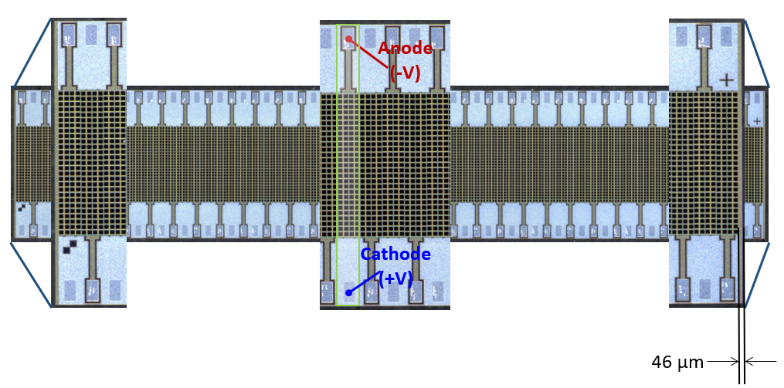 Anode
(-V)
Cathode
(+V)
46 µm